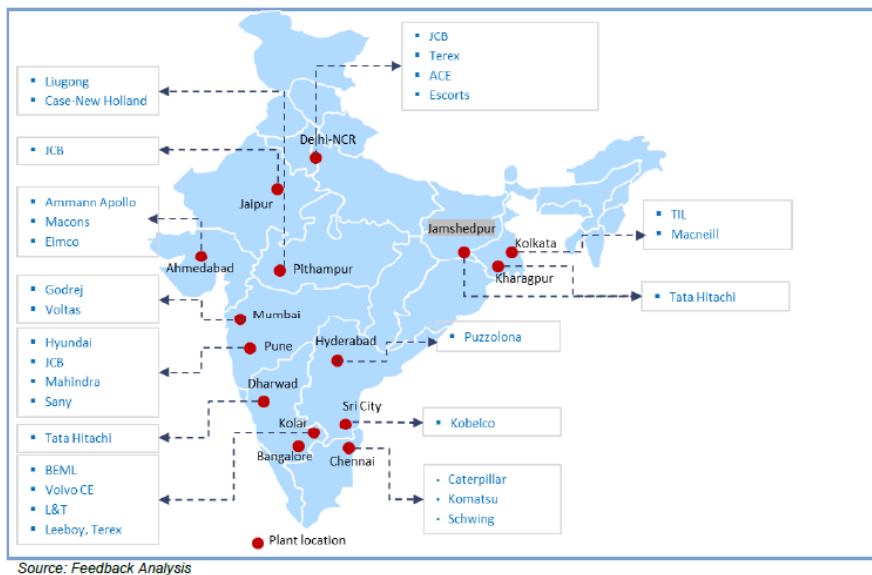 JCB
Terex
ACE
Escorts
Liugong
Case-New Holland
Delhi-NCR
JCB
Jaipur
Ammann Apollo
Macons
Eimco
Ahmedabad
Pithampur
Jamshedpur
Kolkata
Kharagpur
TIL
Macneill
Tata Hitachi
Godrej
Voltas
Mumbai
Hyundai
JCB
Mahindra
Sany
Pune
Hyderabad
Puzzolona
Dharwad
Tata Hitachi
Kolar
Sri City
Kobelco
Bangalore
Chennai
BEML
Volvo CE
L&T
Leeboy, Terex
Caterpillar
Komatsu
Schwing
Plant location
Source: Feedback Analysis